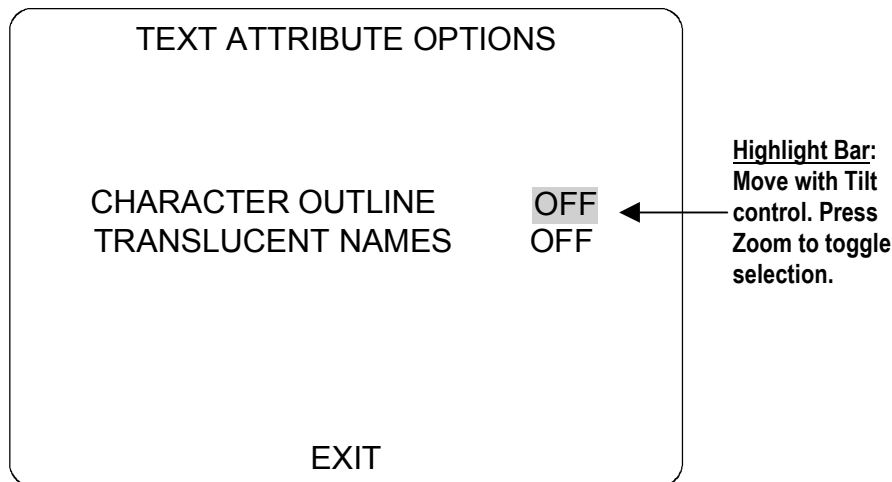 TEXT ATTRIBUTE OPTIONS
CHARACTER OUTLINE OFF
TRANSLUCENT NAMES OFF
EXIT
Highlight Bar:
Move with Tilt
control. Press
Zoom to toggle
selection.